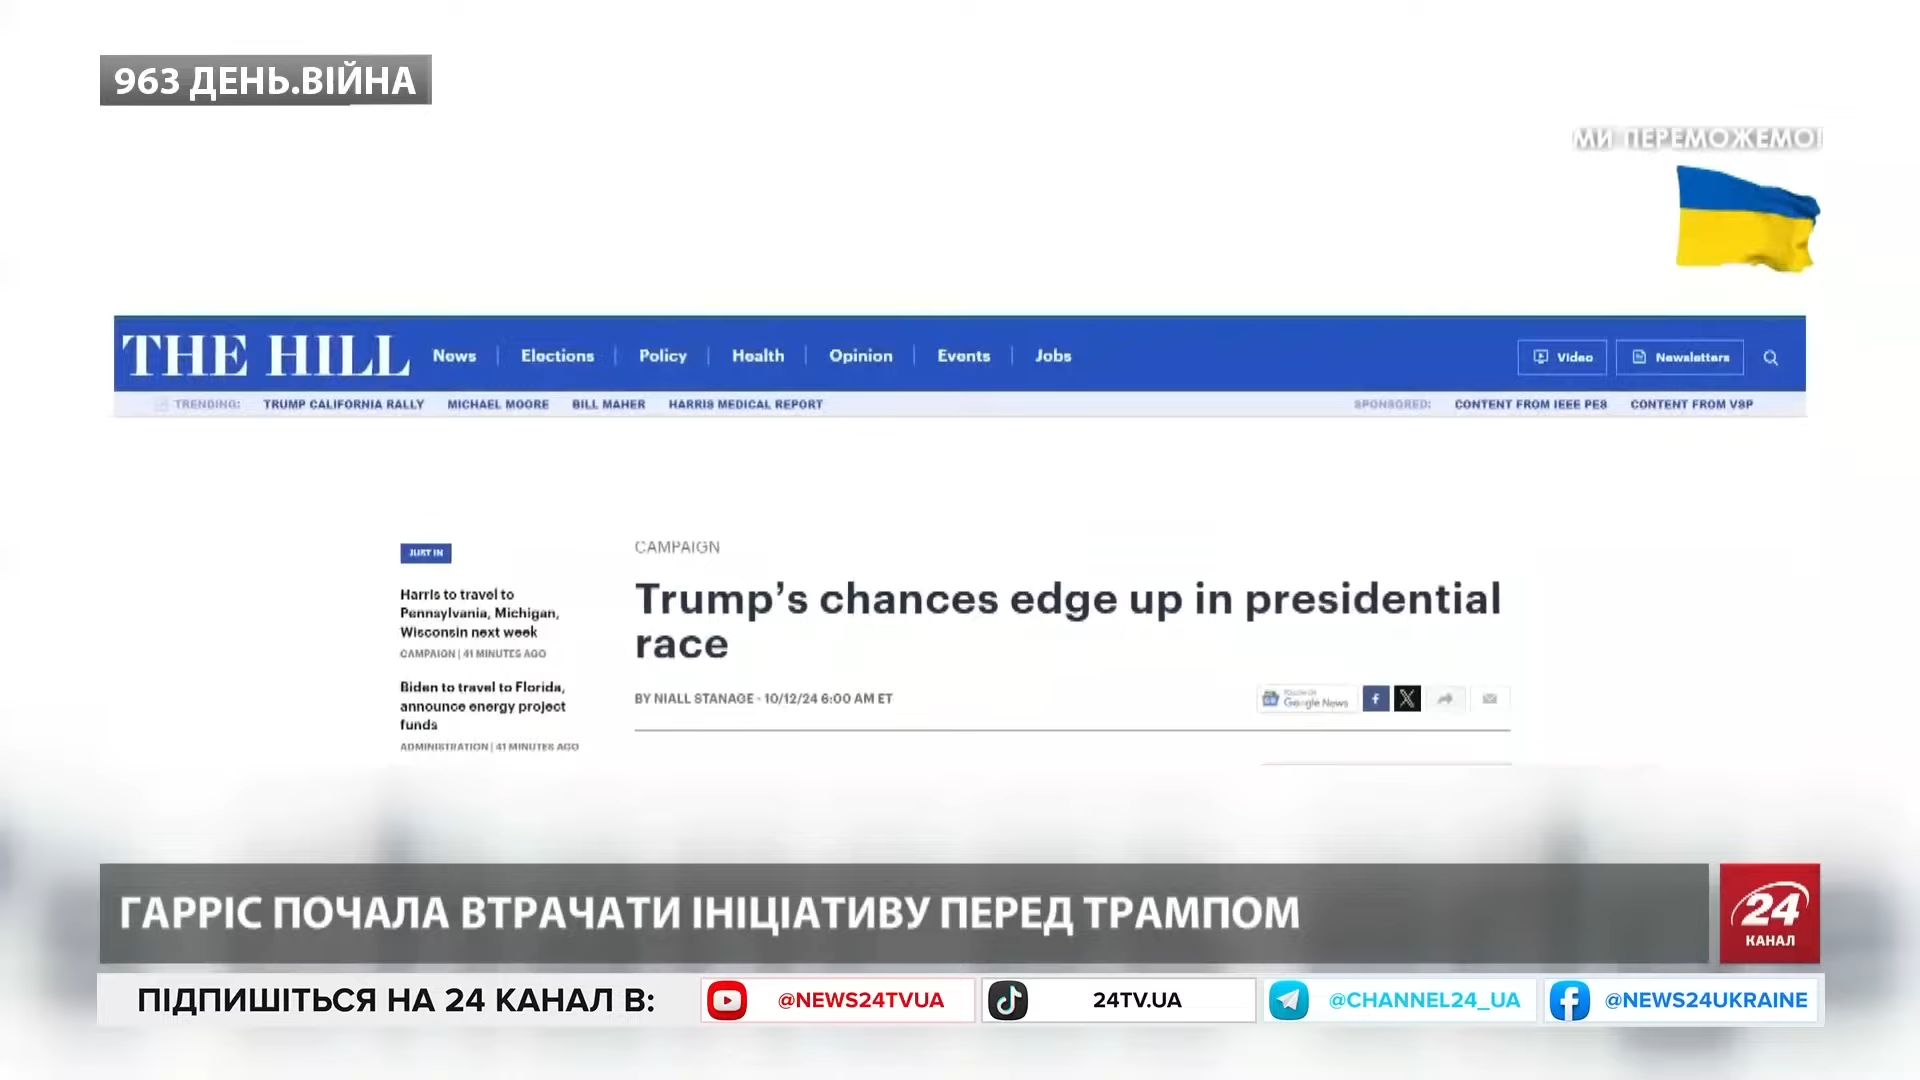 963 ДЕНЬ.ВІЙНА
МИ ПЕРЕМОЖЕМО!
THE HILL News Elections Policy Health Opinion Events Jobs Video Newsletters
TRENDING: TRUMP CALIFORNIA RALLY MICHAEL MOORE BILL MAHER HARRIS MEDICAL REPORT SPONSORED: CONTENT FROM IEEE PES CONTENT FROM VSP
JUST IN
Harris to travel to
Pennsylvania, Michigan,
Wisconsin next week
CAMPAIGN | 41 MINUTES AGO
Biden to travel to Florida,
announce energy project
funds
ADMINISTRATION | 41 MINUTES AGO
CAMPAIGN
Trump’s chances edge up in presidential
race
BY NIALL STANAGE - 10/12/24 6:00 AM ET
Google News
ГАРРІС ПОЧАЛА ВТРАЧАТИ ІНІЦІАТИВУ ПЕРЕД ТРАМПОМ
24
КАНАЛ
ПІДПИШІТЬСЯ НА 24 КАНАЛ В: @NEWS24TVUA 24TV.UA @CHANNEL24_UA @NEWS24UKRAINE